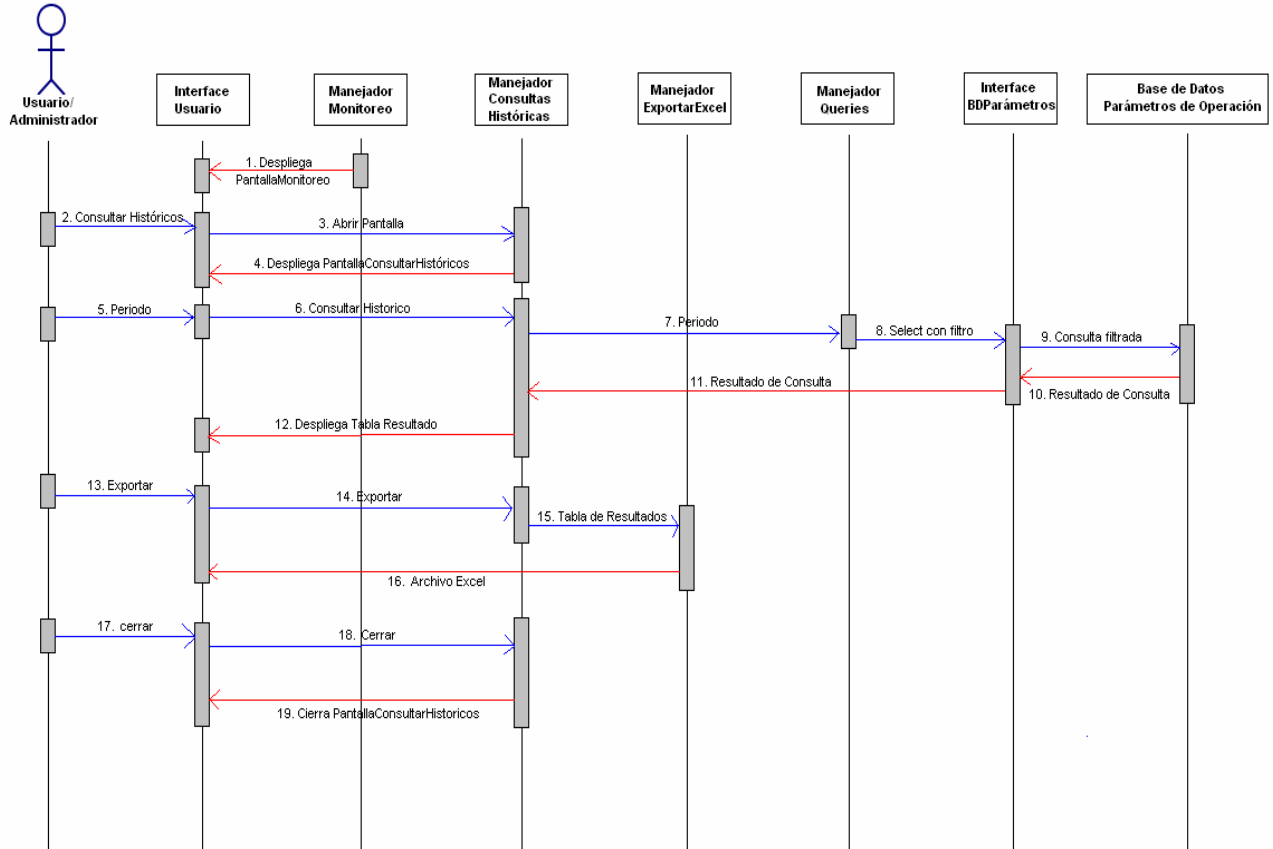 Usuario/
Administrador
Interface
Usuario
Manejador
Monitoreo
Manejador
Consultas
Históricas
Manejador
ExportarExcel
Manejador
Queries
Interface
BDParámetros
Base de Datos
Parámetros de Operación
1. Despliega
PantallaMonitoreo
2. Consultar Históricos
3. Abrir Pantalla
4. Despliega PantallaConsultarHistóricos
5. Periodo
6. Consultar Historico
7. Periodo
8. Select con filtro
9. Consulta filtrada
10. Resultado de Consulta
11. Resultado de Consulta
12. Despliega Tabla Resultado
13. Exportar
14. Exportar
15. Tabla de Resultados
16. Archivo Excel
17. cerrar
18. Cerrar
19. Cierra PantallaConsultarHistoricos